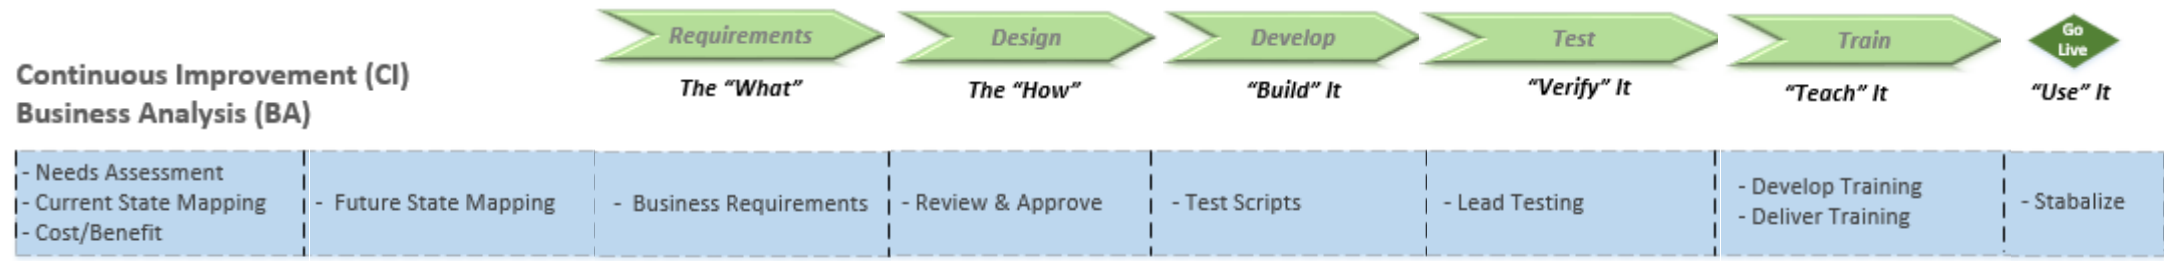 Requirements
Design
Develop
Test
Train
Go
Live
The “What”
The “How”
“Build” It
“Verify” It
“Teach” It
“Use” It
Continuous Improvement (CI)
Business Analysis (BA)
- Needs Assessment
- Current State Mapping
- Cost/Benefit
- Future State Mapping
- Business Requirements
- Review & Approve
- Test Scripts
- Lead Testing
- Develop Training
- Deliver Training
- Stabalize